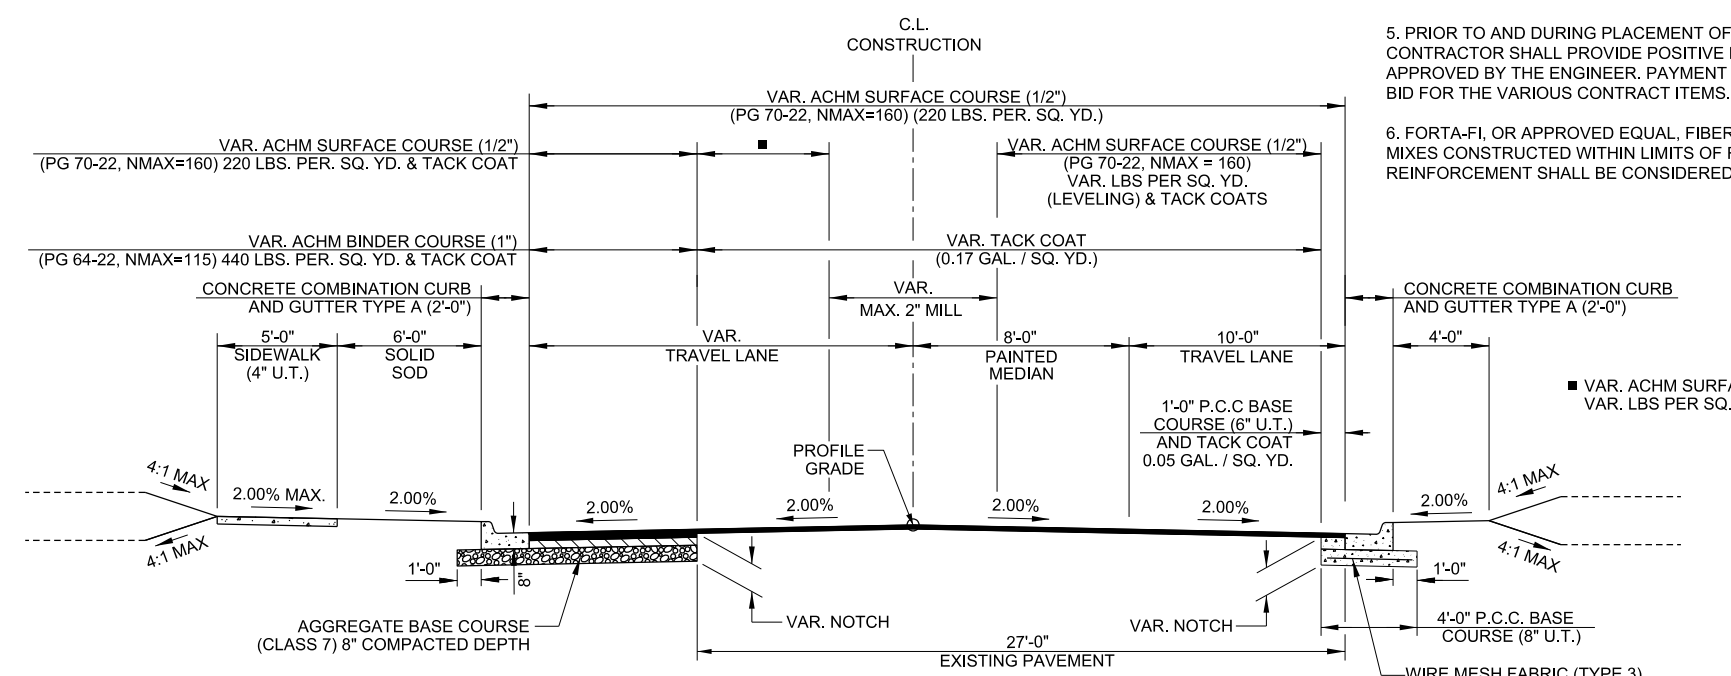 C.L.
CONSTRUCTION
5. PRIOR TO AND DURING PLACEMENT OF
CONTRACTOR SHALL PROVIDE POSITIVE
APPROVED BY THE ENGINEER. PAYMENT
BID FOR THE VARIOUS CONTRACT ITEMS.
6. FORTA-FI, OR APPROVED EQUAL, FIBER
MIXES CONSTRUCTED WITHIN LIMITS OF
REINFORCEMENT SHALL BE CONSIDERED
VAR. ACHM SURFACE COURSE (1/2")
(PG 70-22, NMAX=160) (220 LBS. PER. SQ. YD.)
VAR. ACHM SURFACE COURSE (1/2")
(PG 70-22, NMAX=160) 220 LBS. PER. SQ. YD. & TACK COAT
■
VAR. ACHM SURFACE COURSE (1/2")
(PG 70-22, NMAX = 160)
VAR. LBS PER SQ. YD.
(LEVELING) & TACK COATS
VAR. ACHM BINDER COURSE (1")
(PG 64-22, NMAX=115) 440 LBS. PER. SQ. YD. & TACK COAT
VAR. TACK COAT
(0.17 GAL. / SQ. YD.)
CONCRETE COMBINATION CURB
AND GUTTER TYPE A (2'-0")
VAR.
MAX. 2" MILL
CONCRETE COMBINATION CURB
AND GUTTER TYPE A (2'-0")
5'-0"
SIDEWALK
(4" U.T.)
6'-0"
SOLID
SOD
VAR.
TRAVEL LANE
8'-0"
PAINTED
MEDIAN
10'-0"
TRAVEL LANE
4'-0"
■ VAR. ACHM SURFA
VAR. LBS PER SQ.
1'-0" P.C.C BASE
COURSE (6" U.T.)
AND TACK COAT
0.05 GAL. / SQ. YD.
PROFILE
GRADE
4:1 MAX
2.00% MAX.
2.00%
2.00%
2.00%
2.00%
2.00%
2.00%
4:1 MAX
4:1 MAX
4:1 MAX
1'-0"
8"
1'-0"
AGGREGATE BASE COURSE
(CLASS 7) 8" COMPACTED DEPTH
VAR. NOTCH
VAR. NOTCH
4'-0" P.C.C. BASE
COURSE (8" U.T.)
27'-0"
EXISTING PAVEMENT
WIRE MESH FABRIC (TYPE 3)